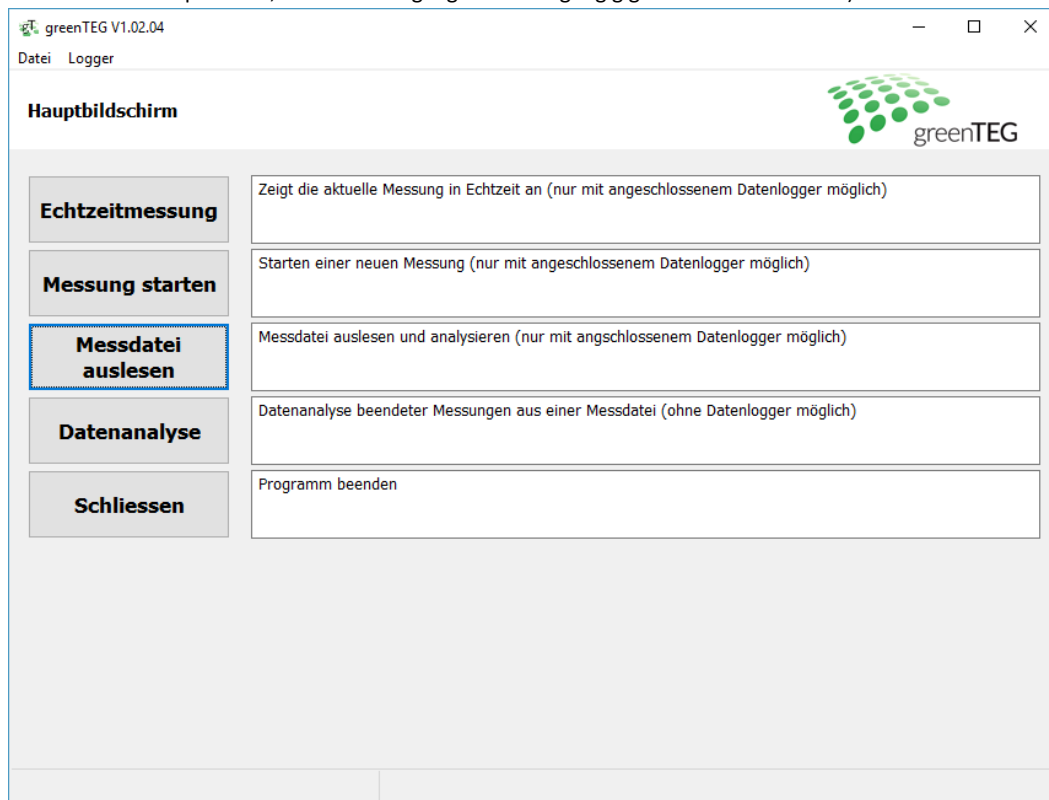 greenTEG V1.02.04
Datei Logger
Hauptbildschirm
greenTEG
Echtzeitmessung
Zeigt die aktuelle Messung in Echtzeit an (nur mit angeschlossenem Datenlogger möglich)
Messung starten
Starten einer neuen Messung (nur mit angeschlossenem Datenlogger möglich)
Messdatei
auslesen
Messdatei auslesen und analysieren (nur mit angschlossenem Datenlogger möglich)
Datenanalyse
Datenanalyse beendeter Messungen aus einer Messdatei (ohne Datenlogger möglich)
Schliessen
Programm beenden